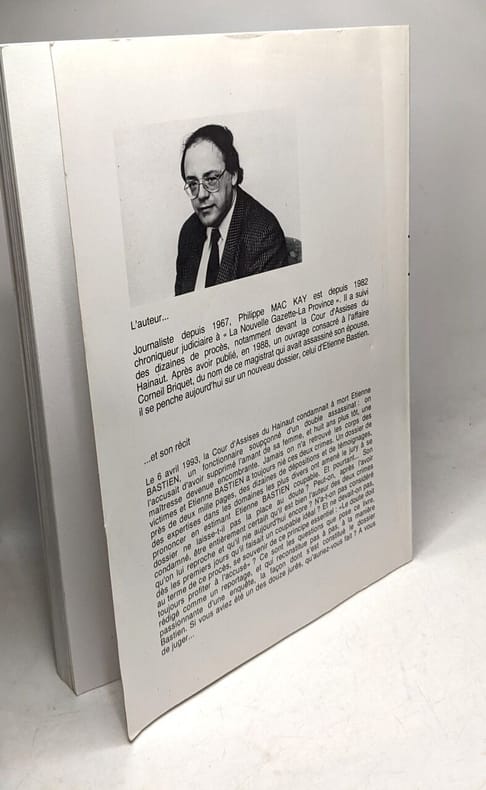 L'auteur...
Journaliste depuis 1967, Philippe MAC KAY est depuis 1982
chroniqueur judiciaire à « La Nouvelle Gazette-La Province ». Il a suivi
des dizaines de procès, notamment devant la Cour d'Assises du
Hainaut. Après avoir publié, en 1988, un ouvrage consacré à l'affaire
Corneil Briquet, du nom de ce magistrat qui avait assassiné son épouse,
il se penche aujourd'hui sur un nouveau dossier, celui d'Etienne Bastien.
...et son récit
Le 6 avril 1993, la Cour d'Assises du Hainaut condamnait à mort Etienne
BASTIEN, un fonctionnaire soupçonné d'un double assassinat : on
l'accusait d'avoir supprimé l'amant de sa femme, et huit ans plus tôt, une
maîtresse devenue encombrante. Jamais on n'a retrouvé les corps des
victimes et Etienne BASTIEN a toujours nié ces deux crimes. Un dossier de
près de deux mille pages, des dizaines de dépositions et de témoignages,
des expertises dans les domaines les plus divers ont amené le jury à se
prononcer en estimant Etienne BASTIEN coupable. Et pourtant... Son
dossier ne laisse-t-il pas la place au doute ? Peut-on, après l'avoir
condamné, être entièrement certain qu'il est bien l'auteur des deux crimes
qu'on lui reproche et qu'il nie aujourd'hui encore ? N'a-t-on pas considéré
dès les premiers jours qu'il faisait un coupable idéal ? Et ne devait-on pas,
au terme de ce procès, se souvenir de ce principe essentiel : «Le doute doit
toujours profiter à l'accusé» ? Ce sont les questions que pose ce livre,
rédigé comme un reportage, et qui reconstitue pas à pas, à la manière
passionnante d'une enquête, la façon dont s'est constitué le dossier
Bastien. Si vous aviez été un des douze jurés, qu'auriez-vous fait ? A vous
de juger...